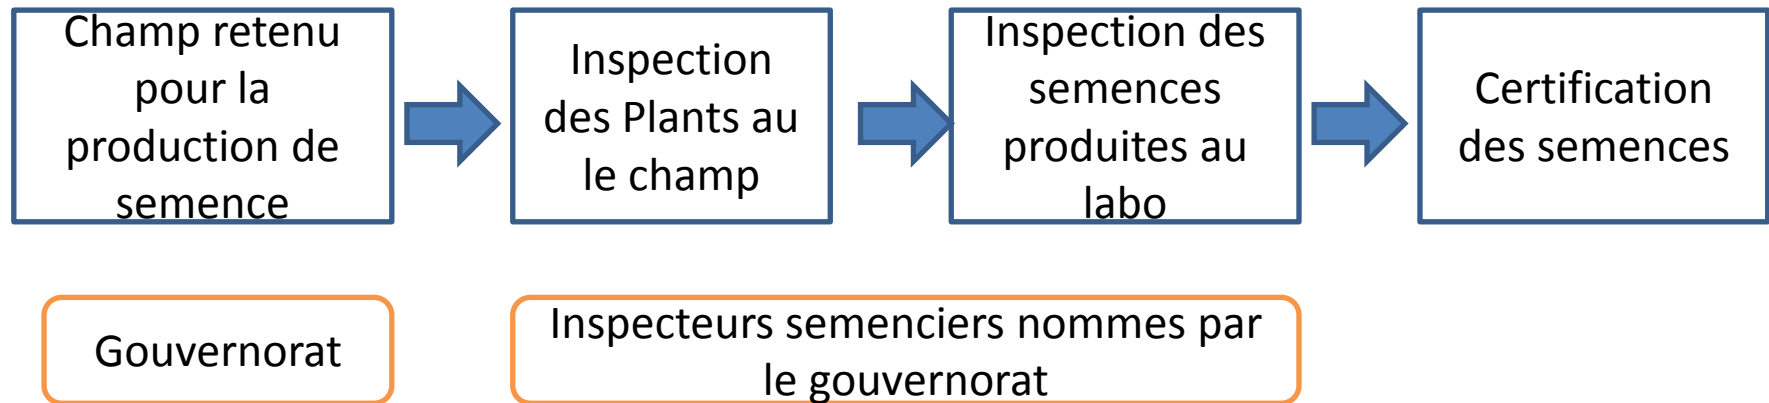 Champ retenu
pour la
production de
semence
Inspection
des Plants au
le champ
Inspection des
semences
produites au
labo
Certification
des semences
Gouvernorat
Inspecteurs semenciers nommes par
le gouvernorat